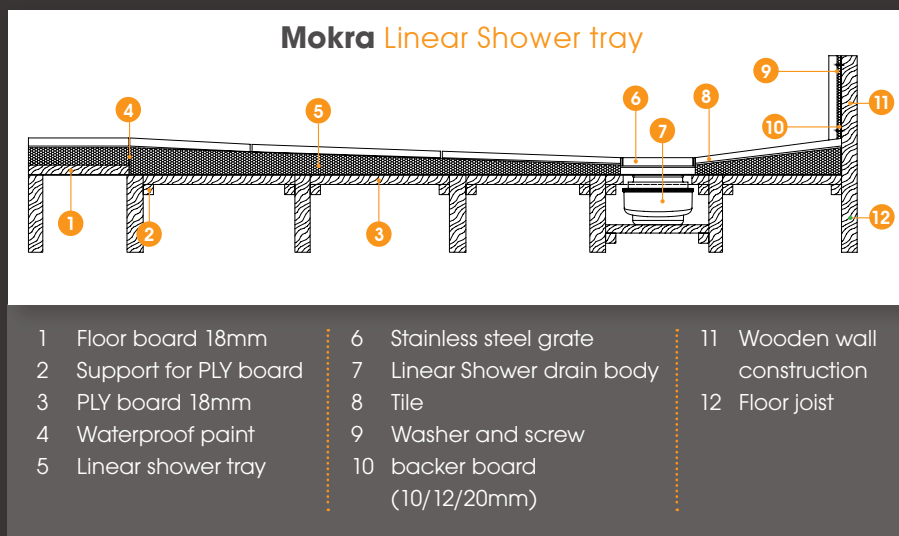 Mokra Linear Shower tray
4
5
6
8
9
7
11
10
1
2
3
12
1 Floor board 18mm
2 Support for PLY board
3 PLY board 18mm
4 Waterproof paint
5 Linear shower tray
6 Stainless steel grate
7 Linear Shower drain body
8 Tile
9 Washer and screw
10 backer board
(10/12/20mm)
11 Wooden wall
construction
12 Floor joist